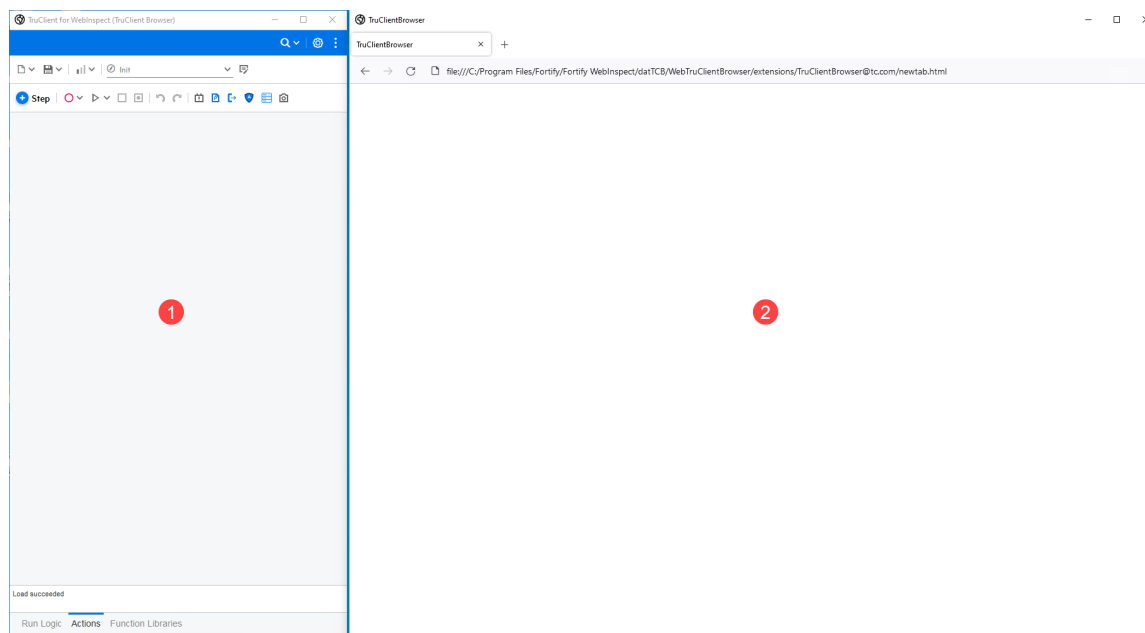 TruClient for WebInspect (TruClient Browser)
Init
Step
1
Load succeeded
Run Logic Actions Function Libraries
TruClientBrowser
TruClientBrowser
file:///C:/Program Files/Fortify/Fortify WebInspect/datTCB/WebTruClientBrowser/extensions/TruClientBrowser@tc.com/newtab.html
2